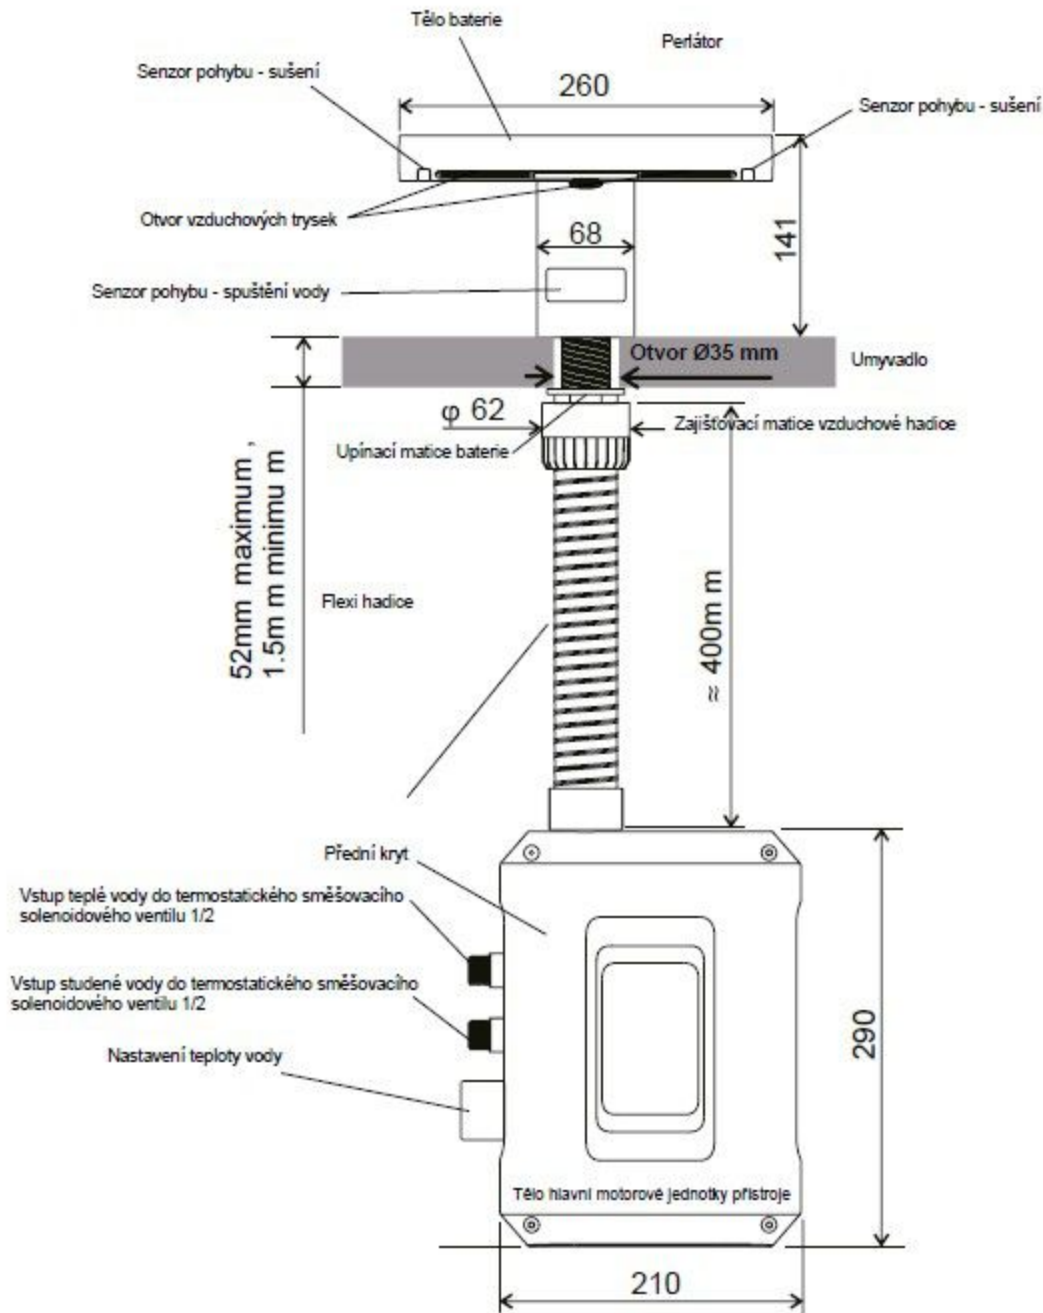 Tělo baterie
Perlátor
Senzor pohybu - sušení
260
Senzor pohybu - sušení
Otvor vzduchových trysek
68
141
Senzor pohybu - spuštění vody
Otvor Ø35 mm
Umyvadlo
φ 62
Zajišťovací matice vzduchové hadice
Upínací matice baterie
52mm maximum ,
1.5m m minimu m
Flexi hadice
≈ 400m m
Přední kryt
Vstup teplé vody do termostatického směšovacího
solenoidového ventilu 1/2
Vstup studené vody do termostatického směšovacího
solenoidového ventilu 1/2
Nastavení teploty vody
290
Tělo hlavní motorové jednotky přístroje
210